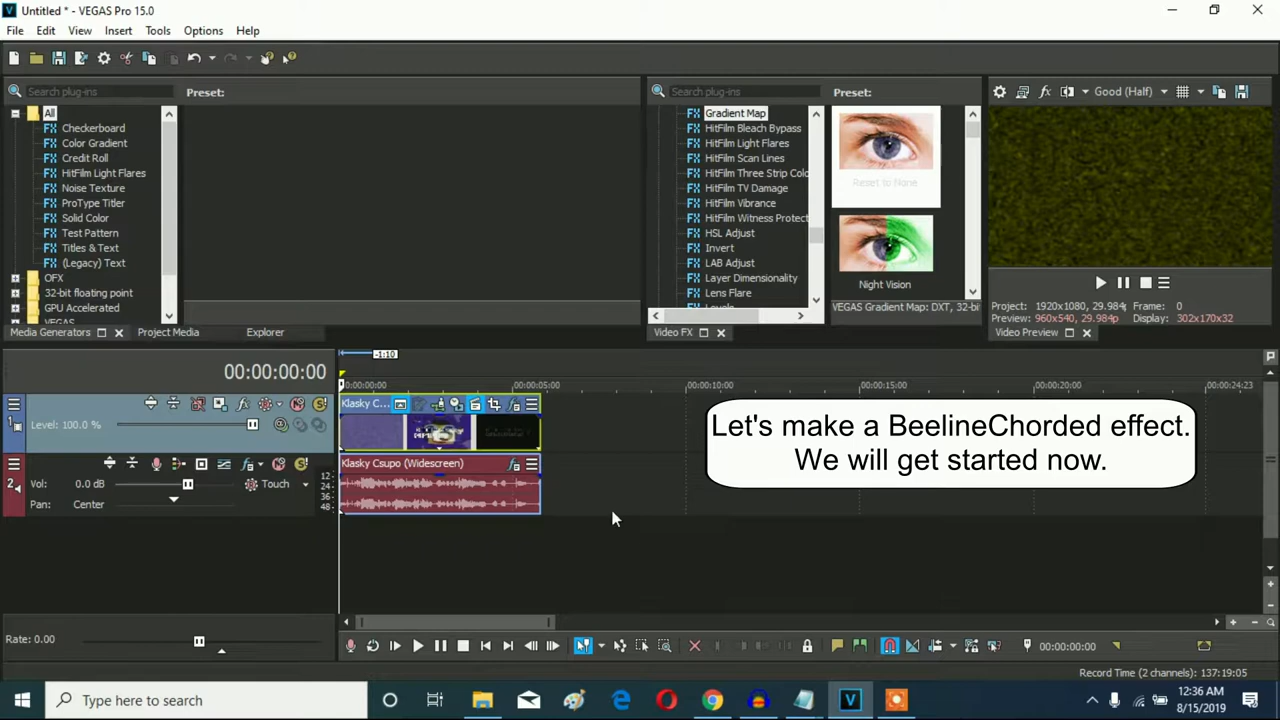 Untitled * - VEGAS Pro 15.0
File Edit View Insert Tools Options Help
Search plug-ins
Preset:
Search plug-ins
Preset:
Good (Half)
All
Checkerboard
Color Gradient
Credit Roll
HitFilm Light Flares
Noise Texture
ProType Titler
Solid Color
Test Pattern
Titles & Text
(Legacy) Text
OFX
32-bit floating point
GPU Accelerated
VEGAS
Gradient Map
HitFilm Bleach Bypass
HitFilm Light Flares
HitFilm Scan Lines
HitFilm Three Strip Colo
HitFilm TV Damage
HitFilm Vibrance
HitFilm Witness Protect
HSL Adjust
Invert
LAB Adjust
Layer Dimensionality
Lens Flare
Levels
Reset to None
Night Vision
VEGAS Gradient Map: DXT, 32-bi
Project: 1920x1080, 29.984p Frame: 0
Preview: 960x540, 29.984p Display: 302x170x32
Media Generators Project Media Explorer
Video FX
Video Preview
-1:10
00:00:00:00
00:00:00:00 00:00:05:00 00:00:10:00 00:00:15:00 00:00:20:00 00:00:24:23
1
Level: 100.0 %
Klasky C...
2
Vol: 0.0 dB Touch
Pan: Center
12
24
36
48
Klasky Csupo (Widescreen)
Let's make a BeelineChorded effect.
We will get started now.
Rate: 0.00
00:00:00:00
Record Time (2 channels): 137:19:05
Type here to search
12:36 AM
8/15/2019